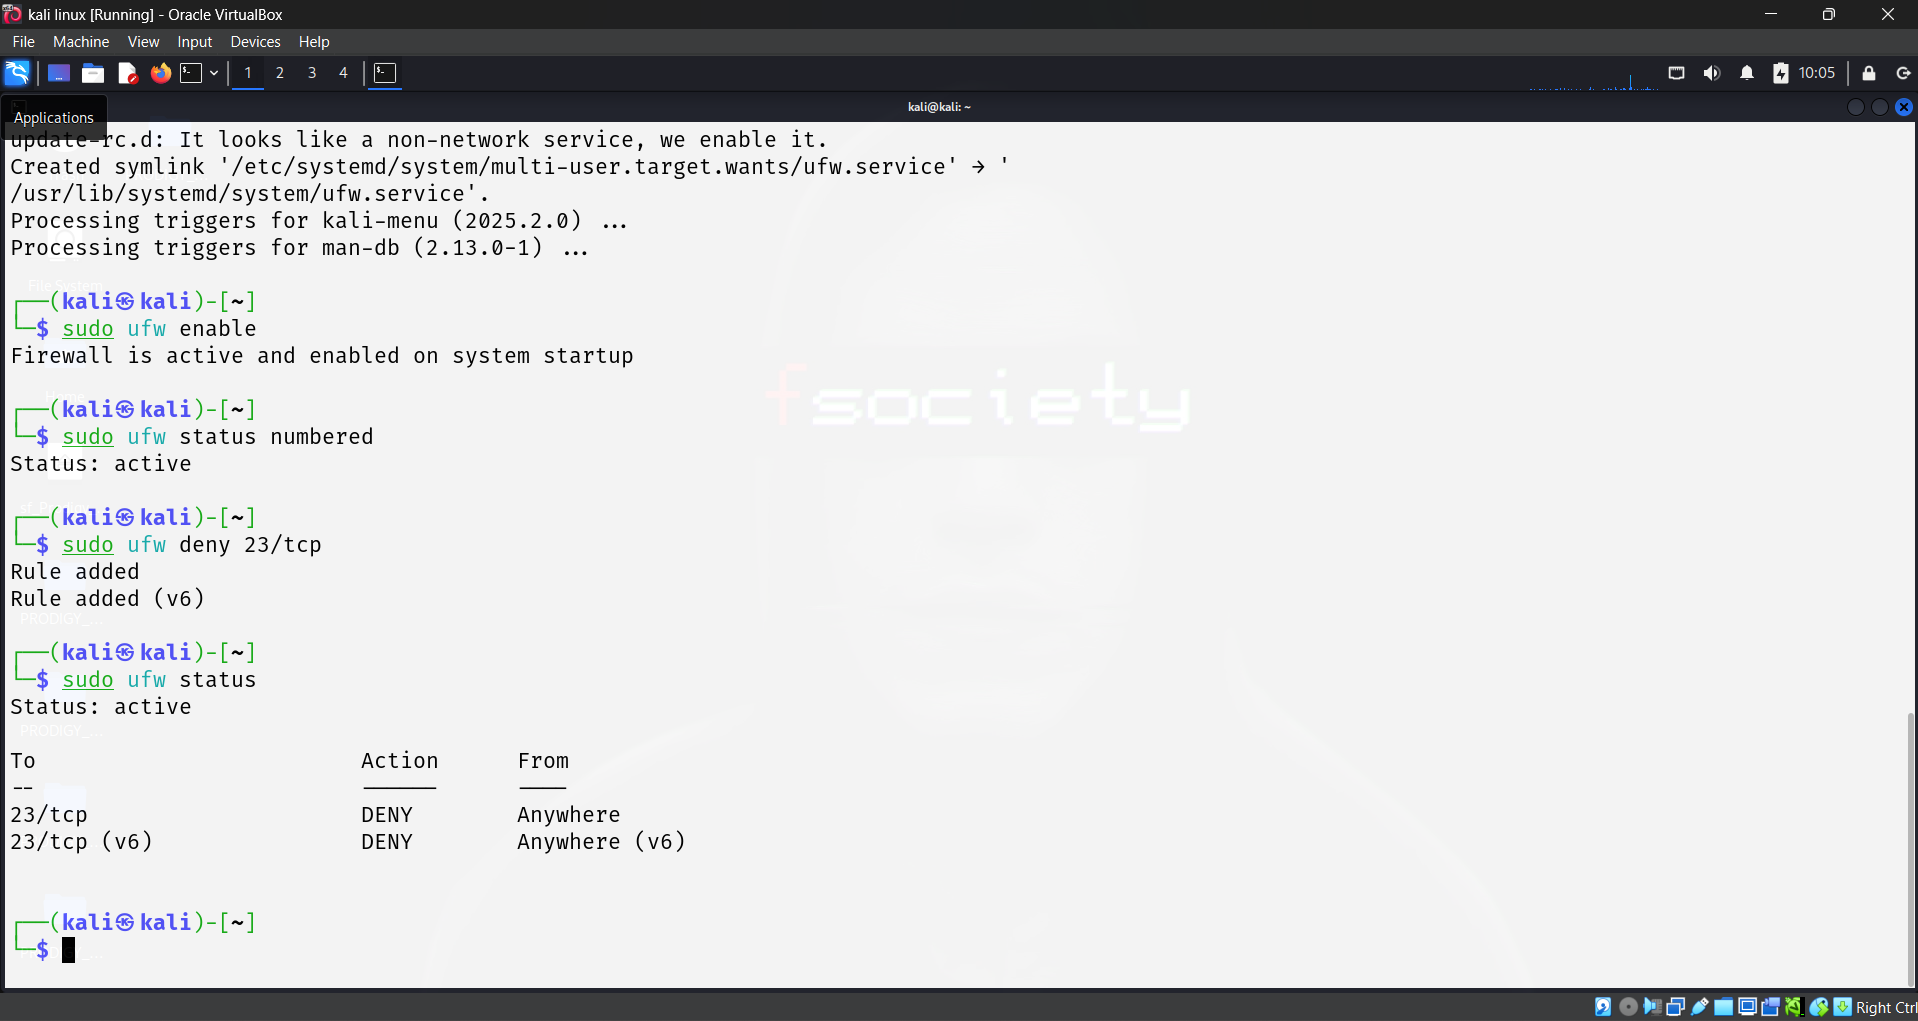 kali linux [Running] - Oracle VirtualBox
File Machine View Input Devices Help
1 2 3 4 10:05
Applications
kali@kali: ~
update-rc.d: It looks like a non-network service, we enable it.
Created symlink '/etc/systemd/system/multi-user.target.wants/ufw.service' → '
/usr/lib/systemd/system/ufw.service'.
Processing triggers for kali-menu (2025.2.0) ...
Processing triggers for man-db (2.13.0-1) ...
File System
┌──(kali㉿kali)-[~]
└─$ sudo ufw enable
Firewall is active and enabled on system startup
fsociety
┌──(kali㉿kali)-[~]
└─$ sudo ufw status numbered
Status: active
┌──(kali㉿kali)-[~]
└─$ sudo ufw deny 23/tcp
Rule added
Rule added (v6)
PRODIGY_...
┌──(kali㉿kali)-[~]
└─$ sudo ufw status
Status: active
PRODIGY_...
To Action From
-- ------ ----
23/tcp DENY Anywhere
23/tcp (v6) DENY Anywhere (v6)
┌──(kali㉿kali)-[~]
└─$
Right Ctrl